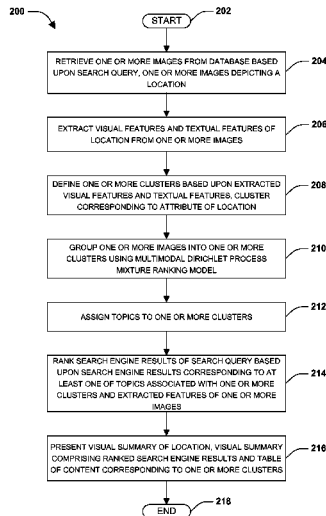 200
START
202
RETRIEVE ONE OR MORE IMAGES FROM DATABASE BASED
UPON SEARCH QUERY, ONE OR MORE IMAGES DEPICTING A
LOCATION
204
EXTRACT VISUAL FEATURES AND TEXTUAL FEATURES OF
LOCATION FROM ONE OR MORE IMAGES
206
DEFINE ONE OR MORE CLUSTERS BASED UPON EXTRACTED
VISUAL FEATURES AND TEXTUAL FEATURES, CLUSTER
CORRESPONDING TO ATTRIBUTE OF LOCATION
208
GROUP ONE OR MORE IMAGES INTO ONE OR MORE
CLUSTERS USING MULTIMODAL DIRICHLET PROCESS
MIXTURE RANKING MODEL
210
ASSIGN TOPICS TO ONE OR MORE CLUSTERS
212
RANK SEARCH ENGINE RESULTS OF SEARCH QUERY BASED
UPON SEARCH ENGINE RESULTS CORRESPONDING TO AT
LEAST ONE OF TOPICS ASSOCIATED WITH ONE OR MORE
CLUSTERS AND EXTRACTED FEATURES OF ONE OR MORE
IMAGES
214
PRESENT VISUAL SUMMARY OF LOCATION, VISUAL SUMMARY
COMPRISING RANKED SEARCH ENGINE RESULTS AND TABLE
OF CONTENT CORRESPONDING TO ONE OR MORE CLUSTERS
216
END
218